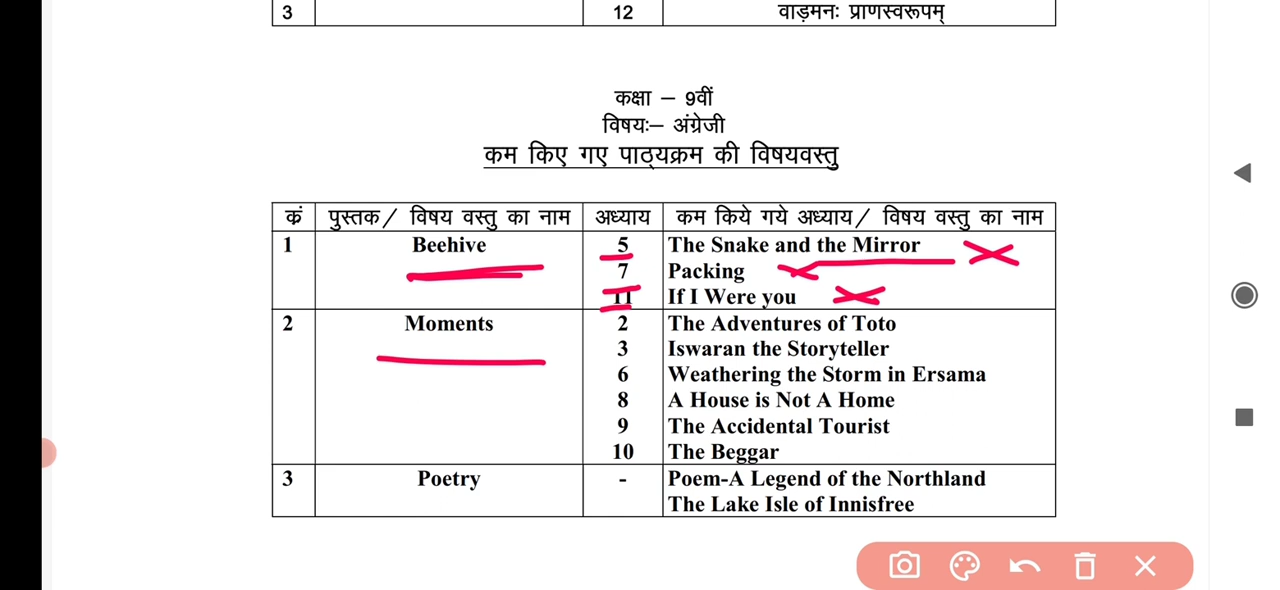 3 12 वाड़मनः प्राणस्वरूपम्
कक्षा – 9वीं
विषयः– अंग्रेजी
कम किए गए पाठ्यक्रम की विषयवस्तु
क्रं पुस्तक/ विषय वस्तु का नाम अध्याय कम किये गये अध्याय/ विषय वस्तु का नाम
1 Beehive 5 The Snake and the Mirror
7 Packing
11 If I Were you
2 Moments 2 The Adventures of Toto
3 Iswaran the Storyteller
6 Weathering the Storm in Ersama
8 A House is Not A Home
9 The Accidental Tourist
10 The Beggar
3 Poetry - Poem-A Legend of the Northland
The Lake Isle of Innisfree